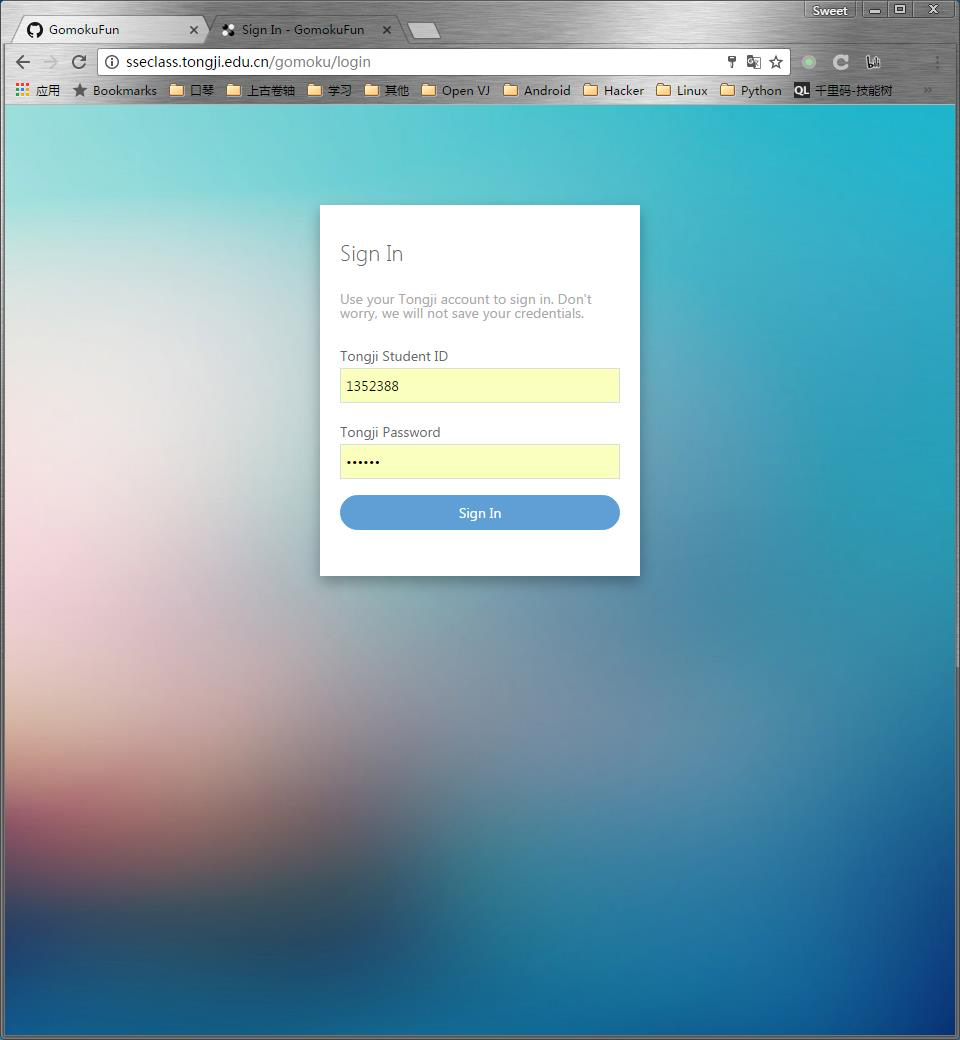 Sweet
GomokuFun
Sign In - GomokuFun
sseclass.tongji.edu.cn/gomoku/login
应用 Bookmarks 口琴 上古卷轴 学习 其他 Open VJ Android Hacker Linux Python QL 千里码-技能树 »
Sign In
Use your Tongji account to sign in. Don't
worry, we will not save your credentials.
Tongji Student ID
1352388
Tongji Password
••••••
Sign In